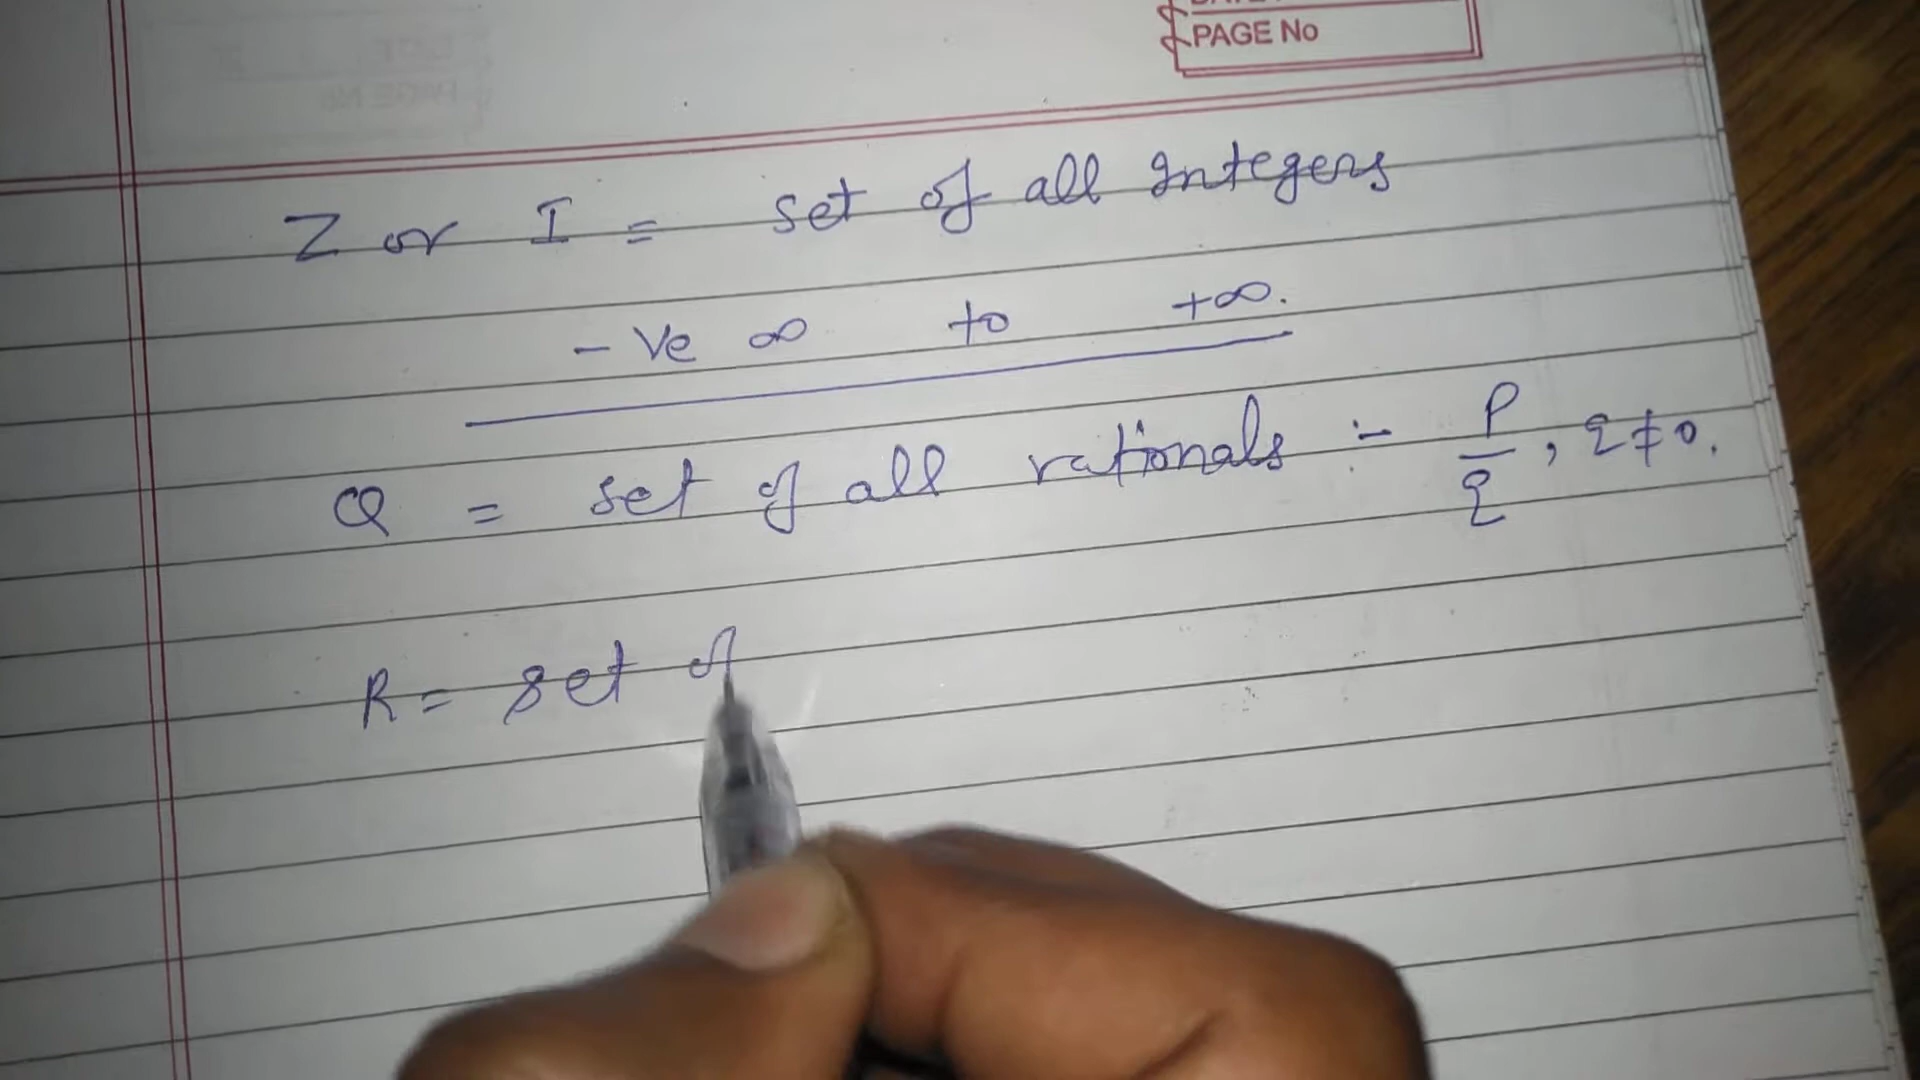 PAGE No
Z or I = set of all Integers
- ve ∞ to +∞.
Q = set of all rationals :- P/q, q ≠ 0.
R = set of